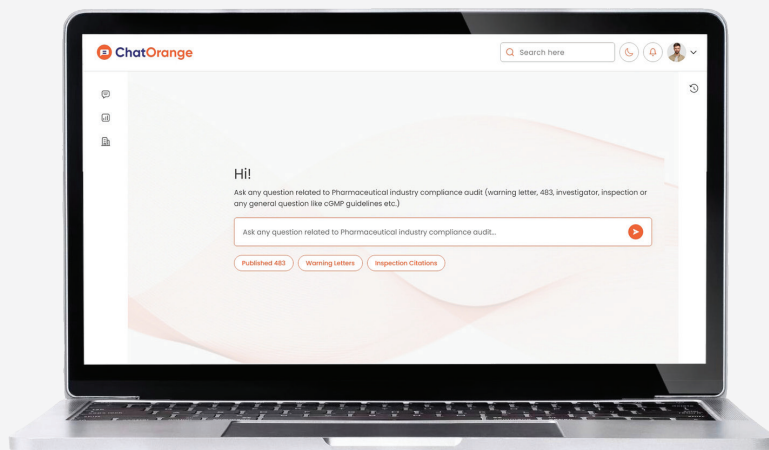 ChatOrange
Search here
Hi!
Ask any question related to Pharmaceutical industry compliance audit (warning letter, 483, investigator, inspection or
any general question like cGMP guidelines etc.)
Ask any question related to Pharmaceutical industry compliance audit...
Published 483
Warning Letters
Inspection Citations